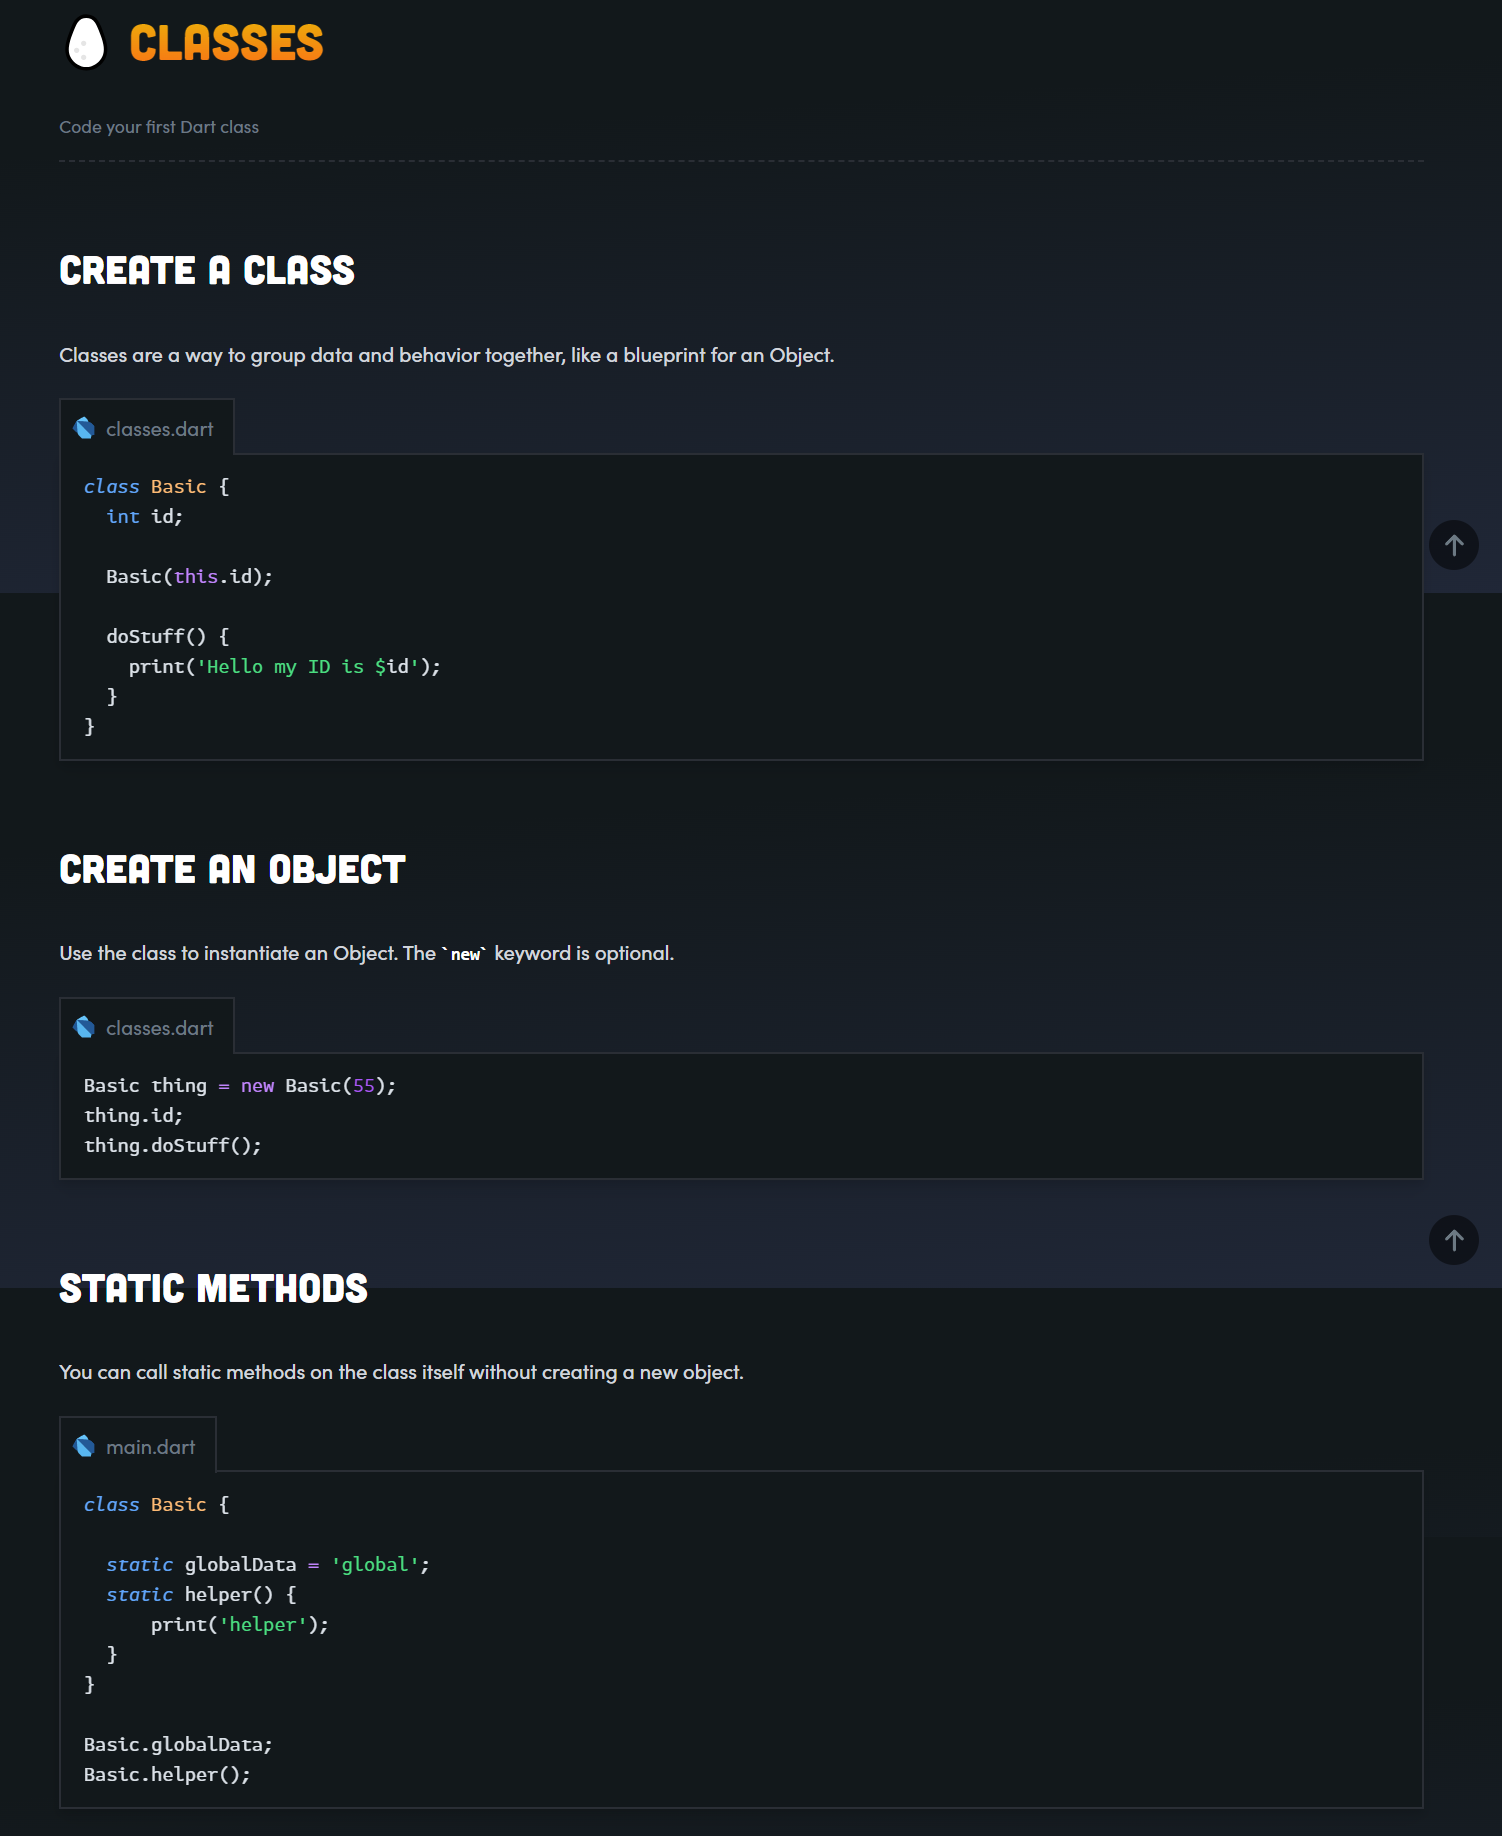 CLASSES
Code your first Dart class
CREATE A CLASS
Classes are a way to group data and behavior together, like a blueprint for an Object.
classes.dart
class Basic {
  int id;

  Basic(this.id);

  doStuff() {
    print('Hello my ID is $id');
  }
}
CREATE AN OBJECT
Use the class to instantiate an Object. The `new` keyword is optional.
classes.dart
Basic thing = new Basic(55);
thing.id;
thing.doStuff();
STATIC METHODS
You can call static methods on the class itself without creating a new object.
main.dart
class Basic {

  static globalData = 'global';
  static helper() {
      print('helper');
  }
}

Basic.globalData;
Basic.helper();